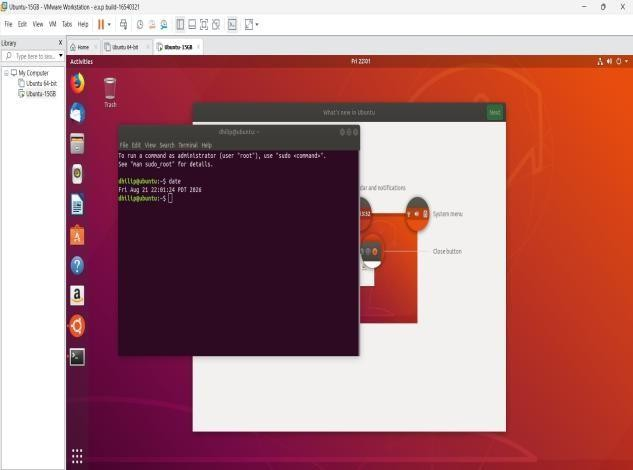 Ubuntu-15GB - VMware Workstation - e.x.p build-16540321
File Edit View VM Tabs Help
Library X
Type here to sea...
My Computer
Ubuntu 64-bit
Ubuntu-15GB
Home Ubuntu 64-bit Ubuntu-15GB
Activities Fri 22:01
Trash
What's new in Ubuntu Next
dhilip@ubuntu: ~
File Edit View Search Terminal Help
To run a command as administrator (user "root"), use "sudo <command>".
See "man sudo_root" for details.
dhilip@ubuntu:~$ date
Fri Aug 21 22:01:24 PDT 2026
dhilip@ubuntu:~$
dar and notifications
System menu
Close button